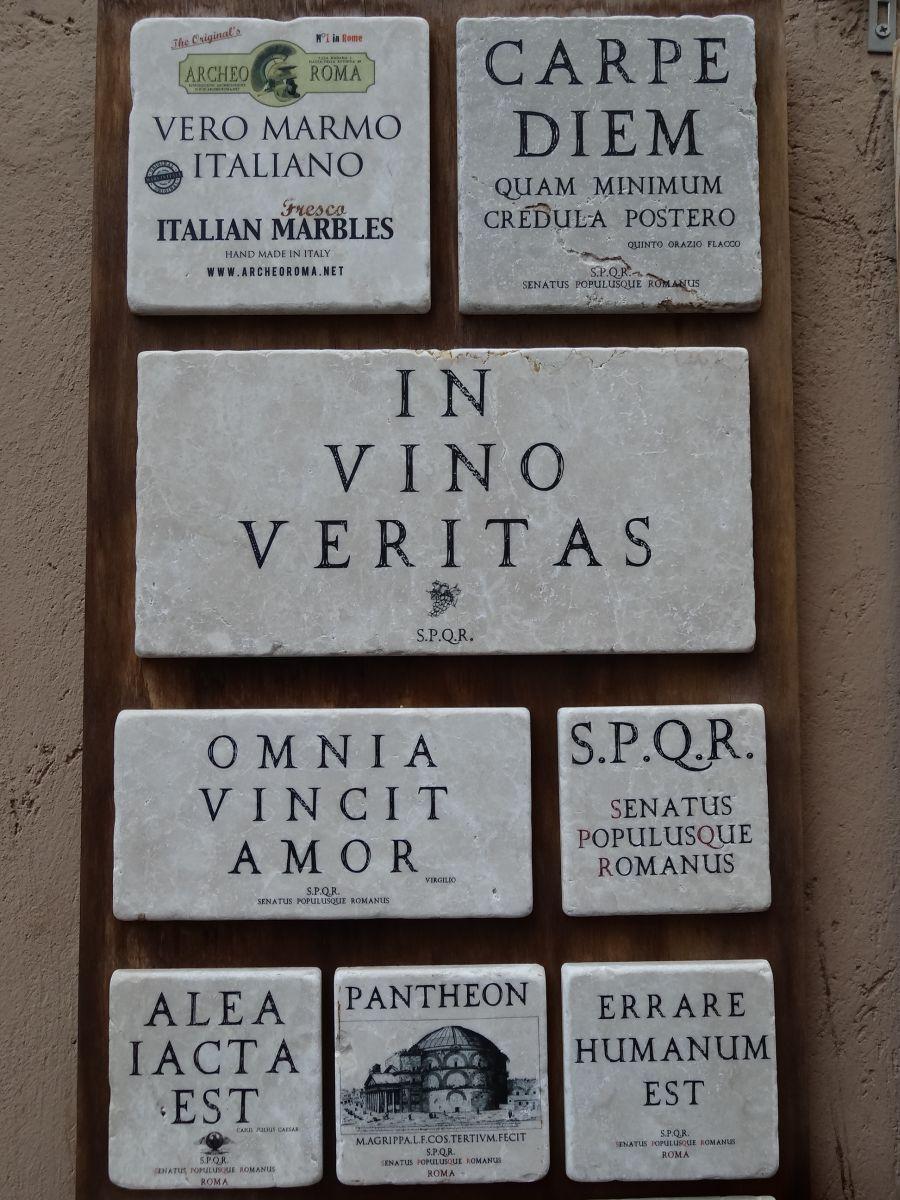 The Original's
N°1 in Rome
ARCHEO ROMA
VERO MARMO
ITALIANO
Fresco
ITALIAN MARBLES
HAND MADE IN ITALY
WWW.ARCHEOROMA.NET
CARPE
DIEM
QUAM MINIMUM
CREDULA POSTERO
QUINTO ORAZIO FLACCO
S.P.Q.R.
SENATUS POPULUSQUE ROMANUS
IN
VINO
VERITAS
S.P.Q.R.
OMNIA
VINCIT
AMOR
VIRGILIO
S.P.Q.R.
SENATUS POPULUSQUE ROMANUS
S.P.Q.R.
SENATUS
POPULUSQUE
ROMANUS
ALEA
IACTA
EST
CAIUS JULIUS CAESAR
S.P.Q.R.
SENATUS POPULUSQUE ROMANUS
ROMA
PANTHEON
M.AGRIPPA.L.F.COS.TERTIVM.FECIT
S.P.Q.R.
SENATUS POPULUSQUE ROMANUS
ROMA
ERRARE
HUMANUM
EST
S.P.Q.R.
SENATUS POPULUSQUE ROMANUS
ROMA